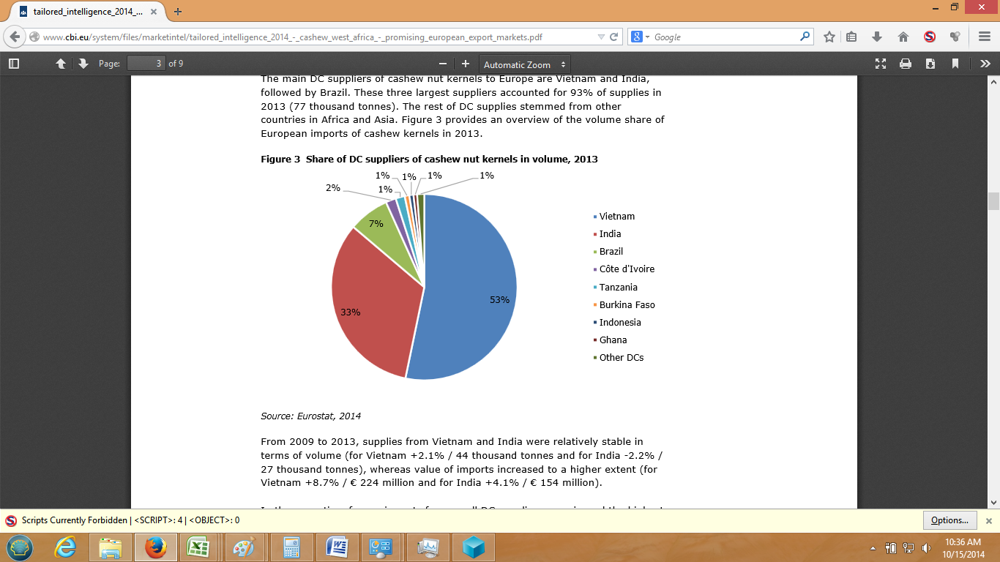 tailored_intelligence_2014_...
www.cbi.eu/system/files/marketintel/tailored_intelligence_2014_-_cashew_west_africa_-_promising_european_export_markets.pdf
Google
Page: 3 of 9
Automatic Zoom
The main DC suppliers of cashew nut kernels to Europe are Vietnam and India,
followed by Brazil. These three largest suppliers accounted for 93% of supplies in
2013 (77 thousand tonnes). The rest of DC supplies stemmed from other
countries in Africa and Asia. Figure 3 provides an overview of the volume share of
European imports of cashew kernels in 2013.
Figure 3 Share of DC suppliers of cashew nut kernels in volume, 2013
1%
1%
1%
1%
2%
1%
7%
53%
33%
Vietnam
India
Brazil
Côte d'Ivoire
Tanzania
Burkina Faso
Indonesia
Ghana
Other DCs
Source: Eurostat, 2014
From 2009 to 2013, supplies from Vietnam and India were relatively stable in
terms of volume (for Vietnam +2.1% / 44 thousand tonnes and for India -2.2% /
27 thousand tonnes), whereas value of imports increased to a higher extent (for
Vietnam +8.7% / € 224 million and for India +4.1% / € 154 million).
Scripts Currently Forbidden | <SCRIPT>: 4 | <OBJECT>: 0
Options...
10:36 AM
10/15/2014